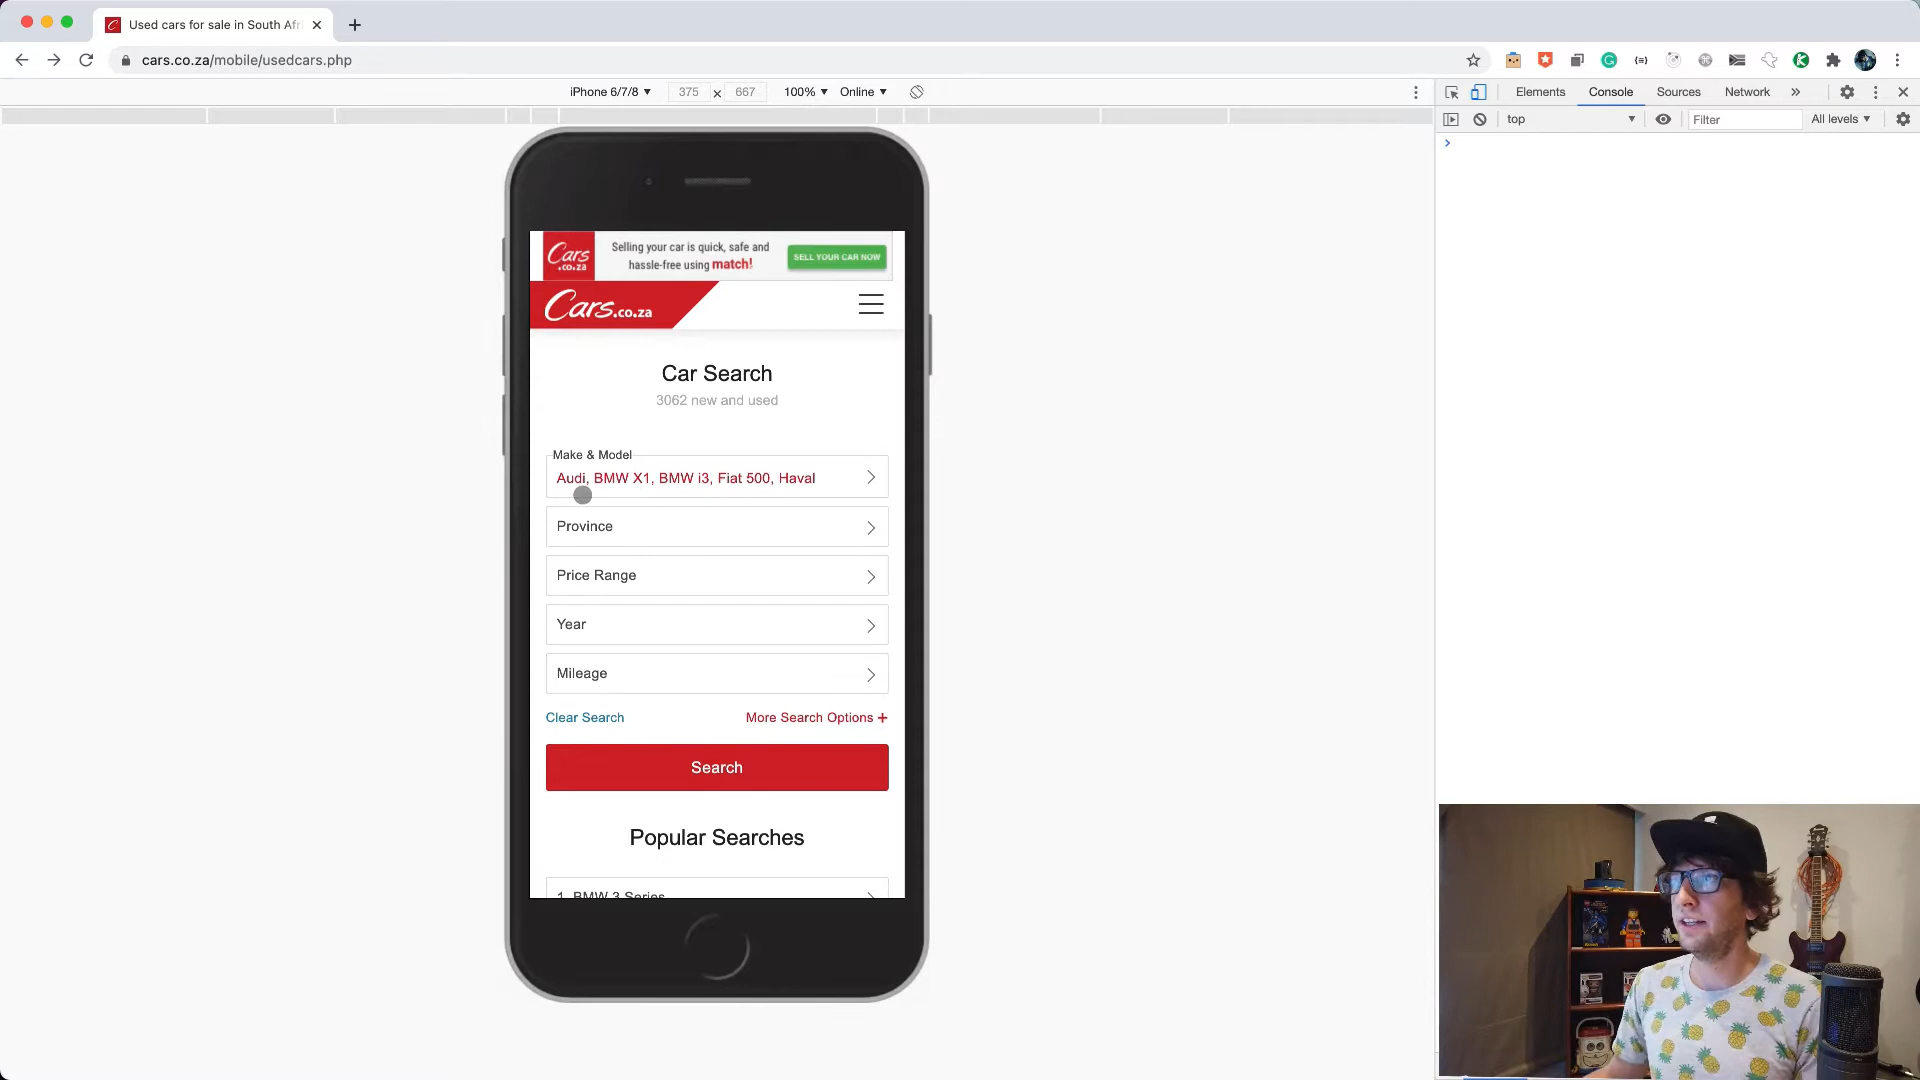 Used cars for sale in South Afri
cars.co.za/mobile/usedcars.php
iPhone 6/7/8
375
667
100%
Online
Elements
Console
Sources
Network
top
Filter
All levels
Cars
.co.za
Selling your car is quick, safe and
hassle-free using match!
SELL YOUR CAR NOW
Cars.co.za
Car Search
3062 new and used
Make & Model
Audi, BMW X1, BMW i3, Fiat 500, Haval
Province
Price Range
Year
Mileage
Clear Search
More Search Options +
Search
Popular Searches
1. BMW 3 Series